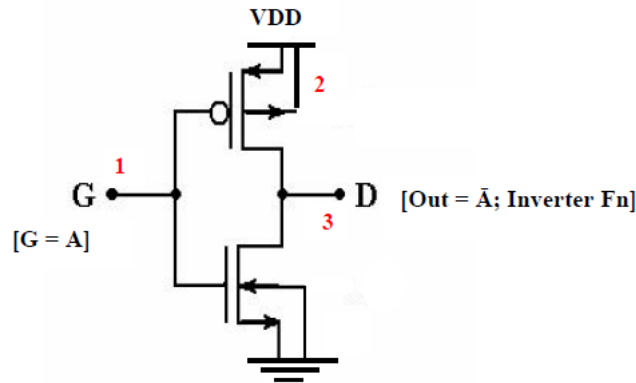 VDD
2
1
G
D
[Out = Ā; Inverter Fn]
3
[G = A]